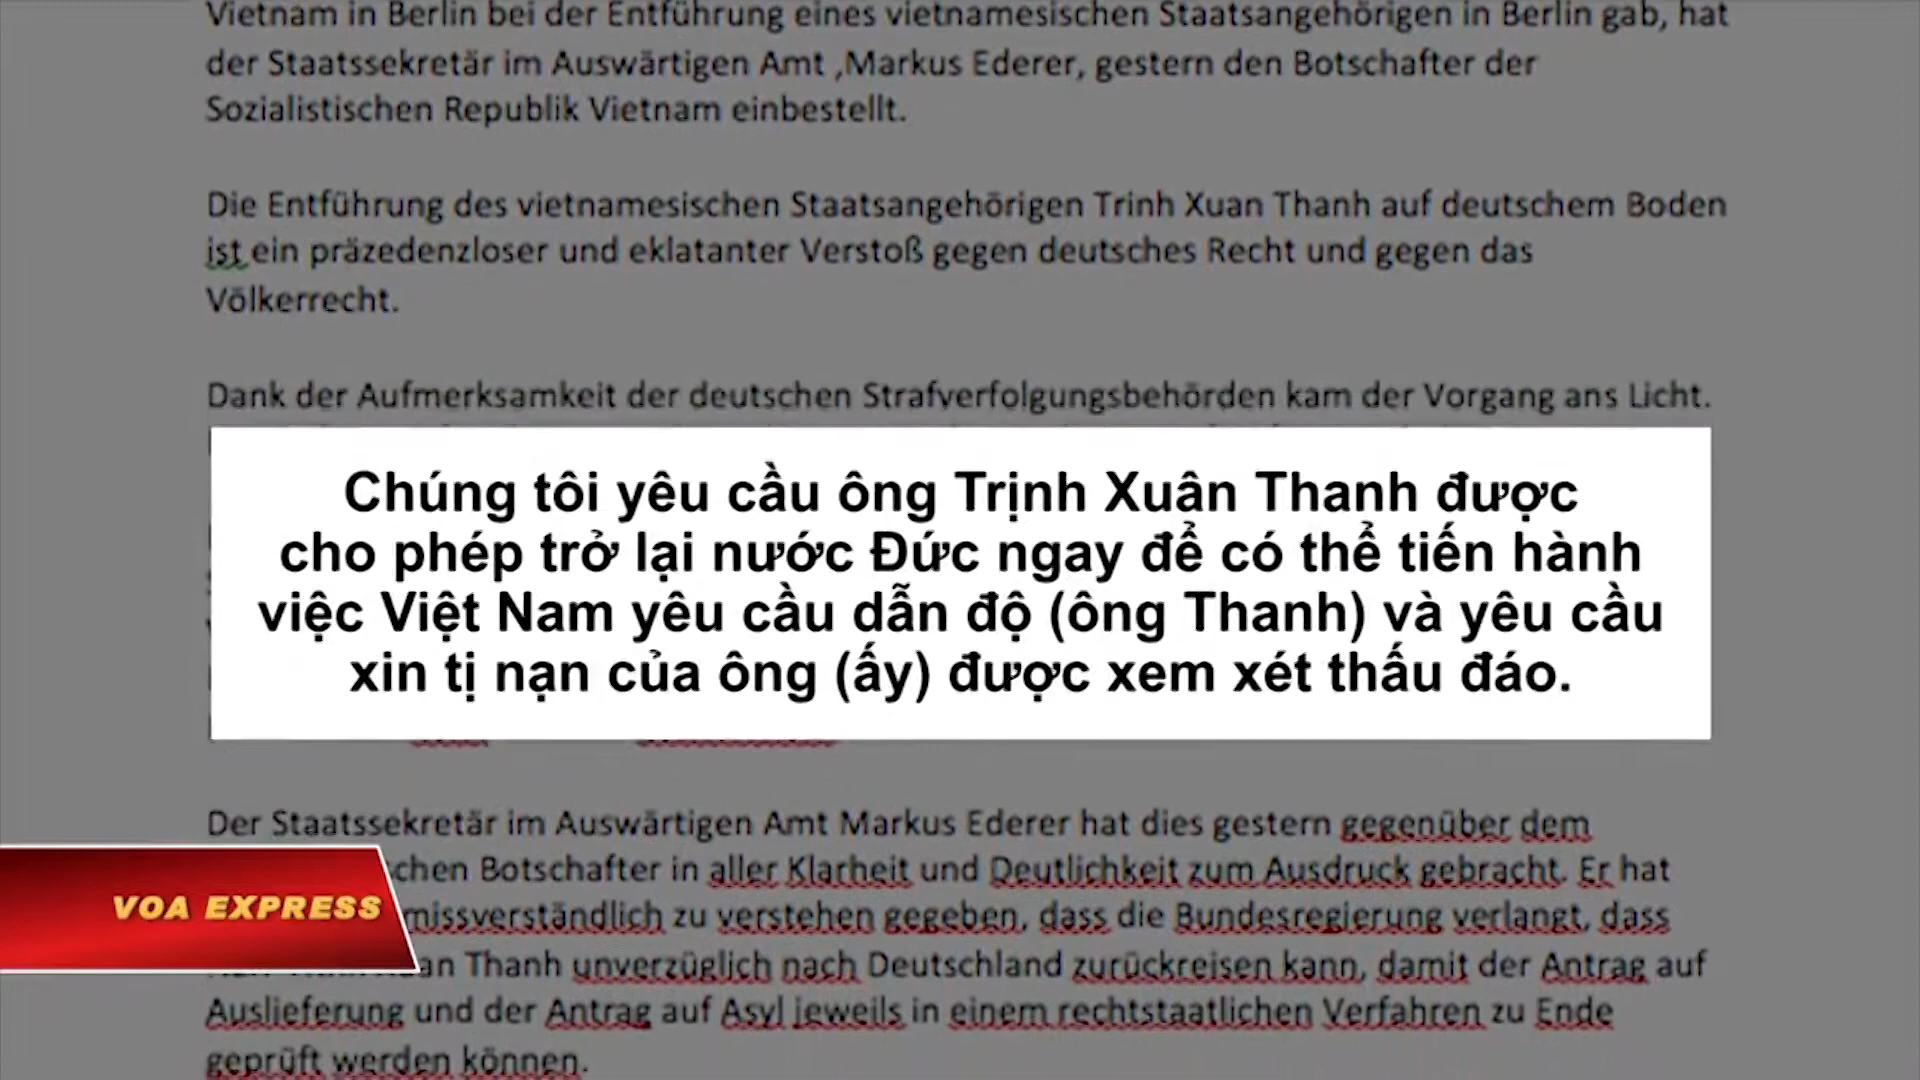 Vietnam in Berlin bei der Entführung eines vietnamesischen Staatsangehörigen in Berlin gab, hat
der Staatssekretär im Auswärtigen Amt ,Markus Ederer, gestern den Botschafter der
Sozialistischen Republik Vietnam einbestellt.
Die Entführung des vietnamesischen Staatsangehörigen Trinh Xuan Thanh auf deutschem Boden
ist ein präzedenzloser und eklatanter Verstoß gegen deutsches Recht und gegen das
Völkerrecht.
Dank der Aufmerksamkeit der deutschen Strafverfolgungsbehörden kam der Vorgang ans Licht.
Chúng tôi yêu cầu ông Trịnh Xuân Thanh được
cho phép trở lại nước Đức ngay để có thể tiến hành
việc Việt Nam yêu cầu dẫn độ (ông Thanh) và yêu cầu
xin tị nạn của ông (ấy) được xem xét thấu đáo.
Der Staatssekretär im Auswärtigen Amt Markus Ederer hat dies gestern gegenüber dem
schen Botschafter in aller Klarheit und Deutlichkeit zum Ausdruck gebracht. Er hat
VOA EXPRESS
missverständlich zu verstehen gegeben, dass die Bundesregierung verlangt, dass
Thanh unverzüglich nach Deutschland zurückreisen kann, damit der Antrag auf
Auslieferung und der Antrag auf Asyl jeweils in einem rechtstaatlichen Verfahren zu Ende
geprüft werden können.